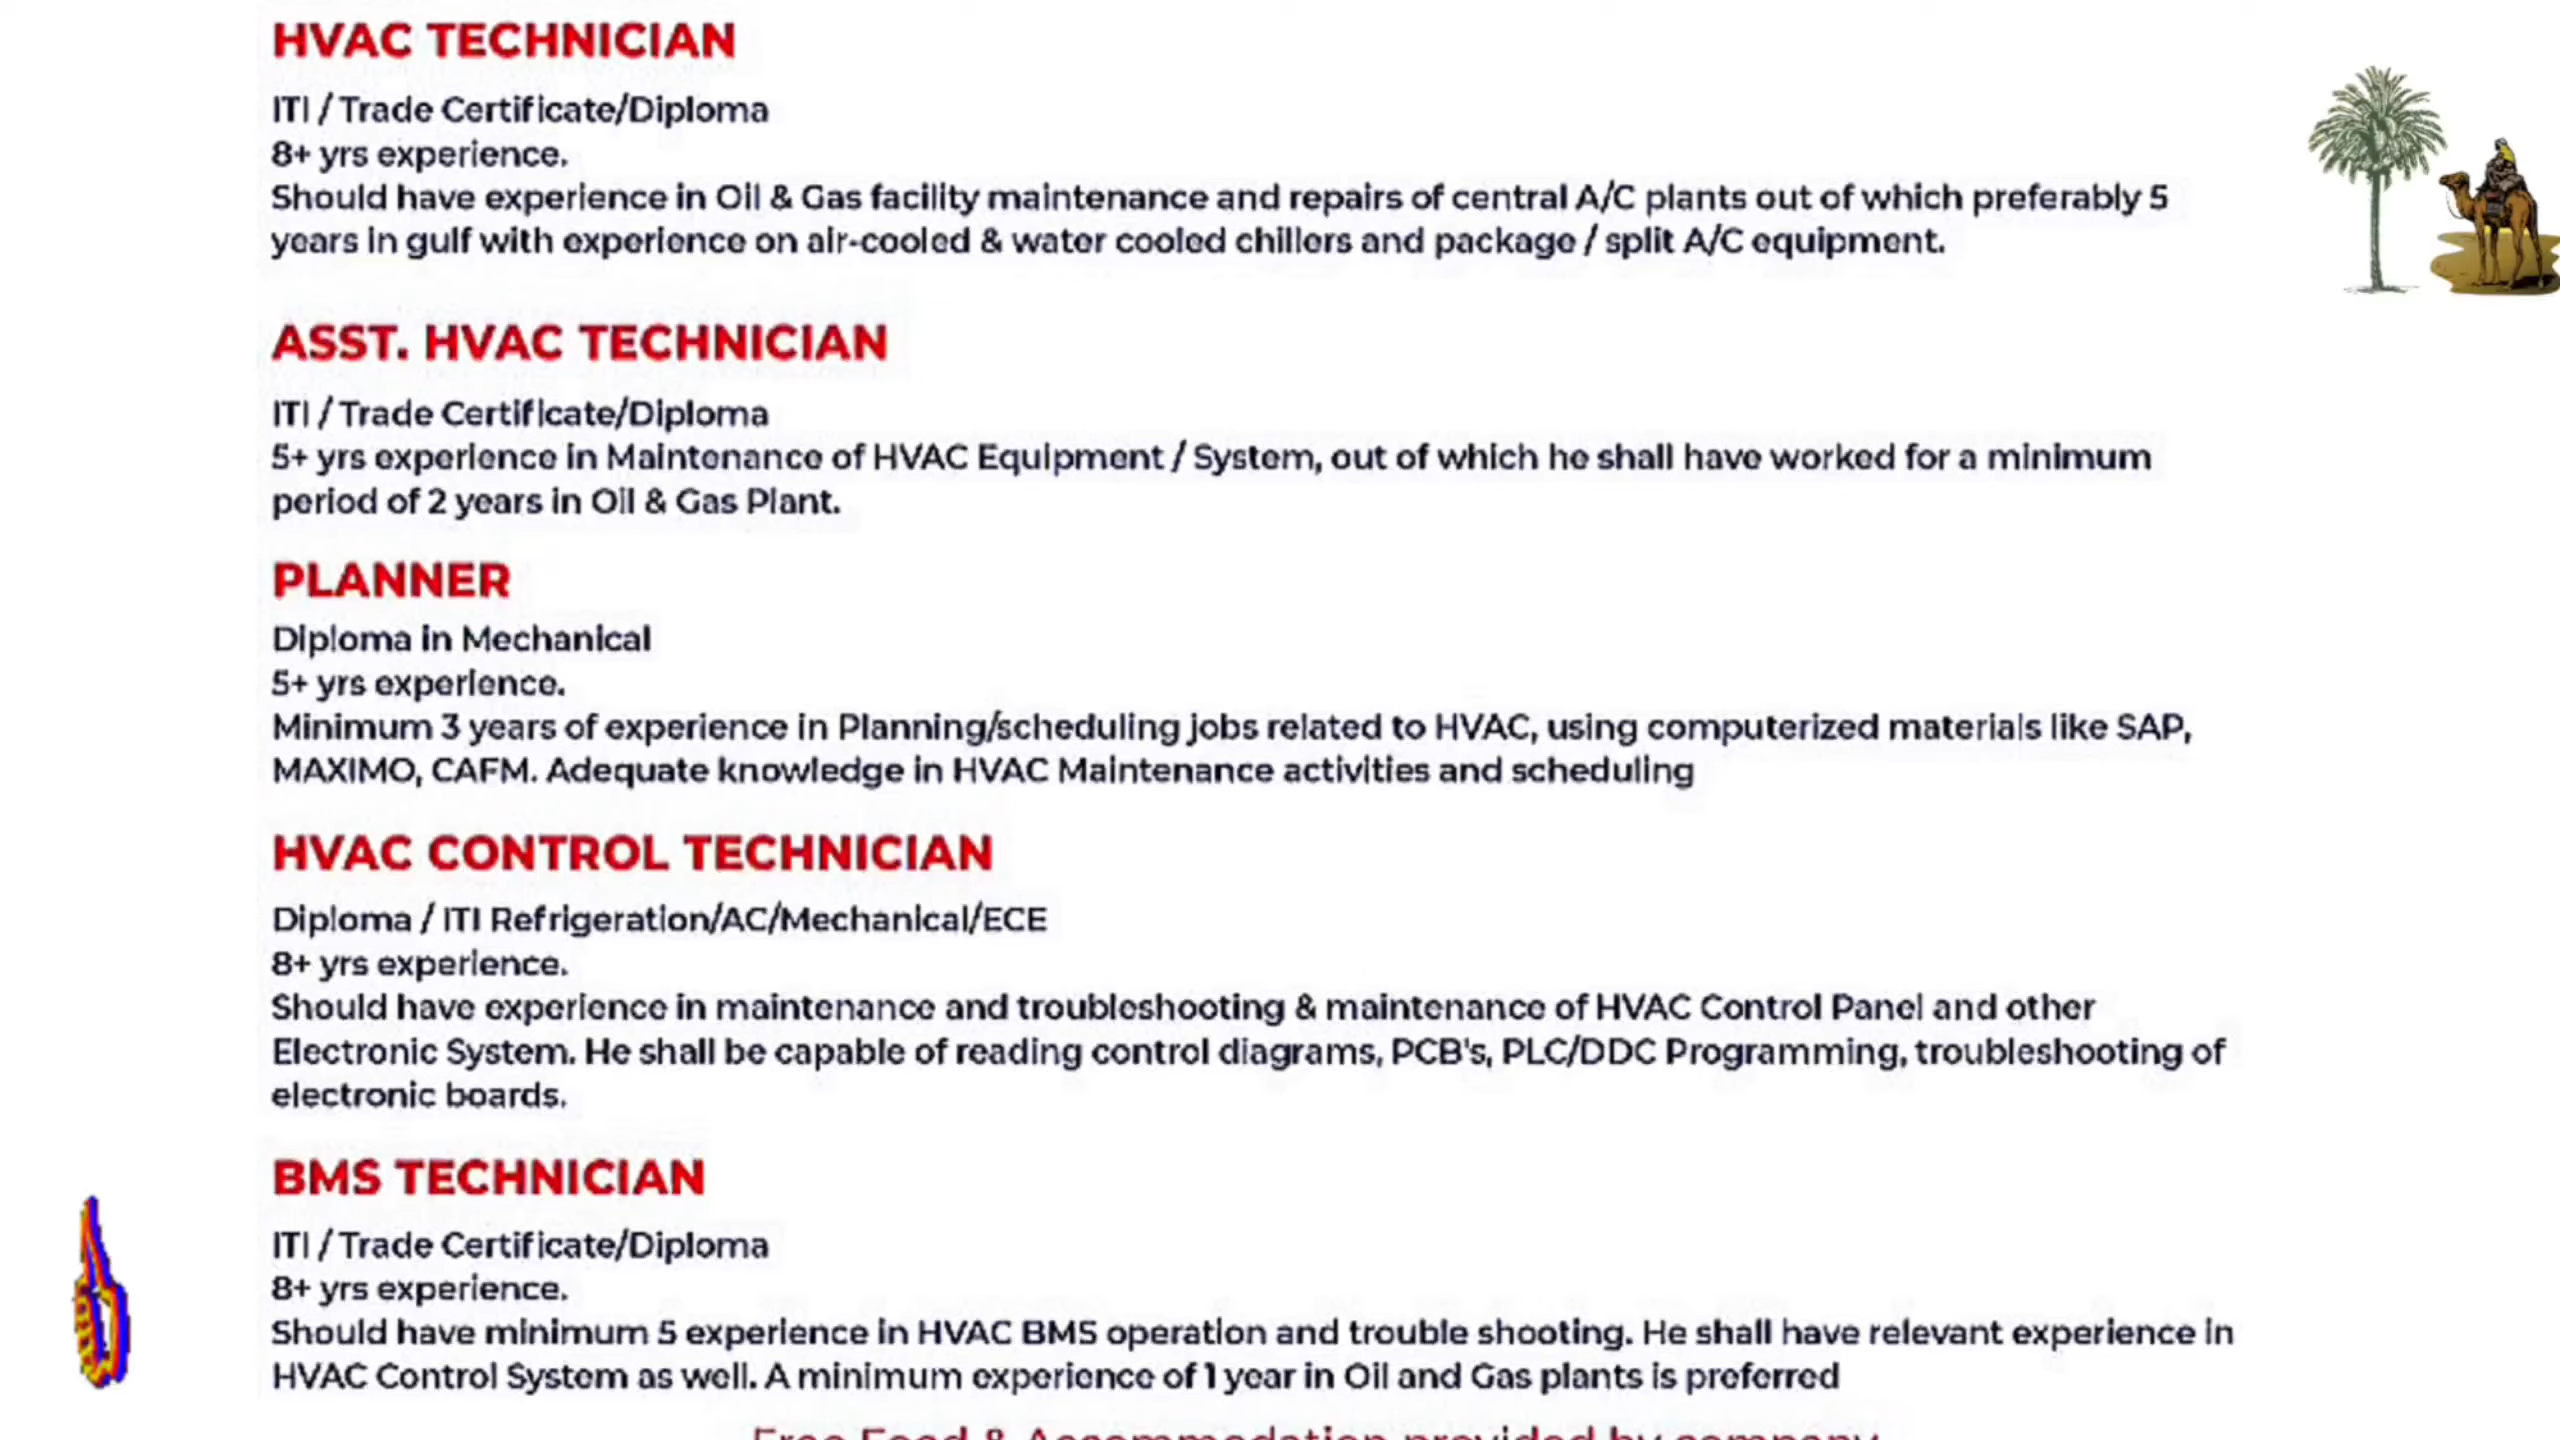 HVAC TECHNICIAN
ITI / Trade Certificate/Diploma
8+ yrs experience.
Should have experience in Oil & Gas facility maintenance and repairs of central A/C plants out of which preferably 5
years in gulf with experience on air-cooled & water cooled chillers and package / split A/C equipment.
ASST. HVAC TECHNICIAN
ITI / Trade Certificate/Diploma
5+ yrs experience in Maintenance of HVAC Equipment / System, out of which he shall have worked for a minimum
period of 2 years in Oil & Gas Plant.
PLANNER
Diploma in Mechanical
5+ yrs experience.
Minimum 3 years of experience in Planning/scheduling jobs related to HVAC, using computerized materials like SAP,
MAXIMO, CAFM. Adequate knowledge in HVAC Maintenance activities and scheduling
HVAC CONTROL TECHNICIAN
Diploma / ITI Refrigeration/AC/Mechanical/ECE
8+ yrs experience.
Should have experience in maintenance and troubleshooting & maintenance of HVAC Control Panel and other
Electronic System. He shall be capable of reading control diagrams, PCB's, PLC/DDC Programming, troubleshooting of
electronic boards.
BMS TECHNICIAN
ITI / Trade Certificate/Diploma
8+ yrs experience.
Should have minimum 5 experience in HVAC BMS operation and trouble shooting. He shall have relevant experience in
HVAC Control System as well. A minimum experience of 1 year in Oil and Gas plants is preferred
Free Food & Accommodation provided by company